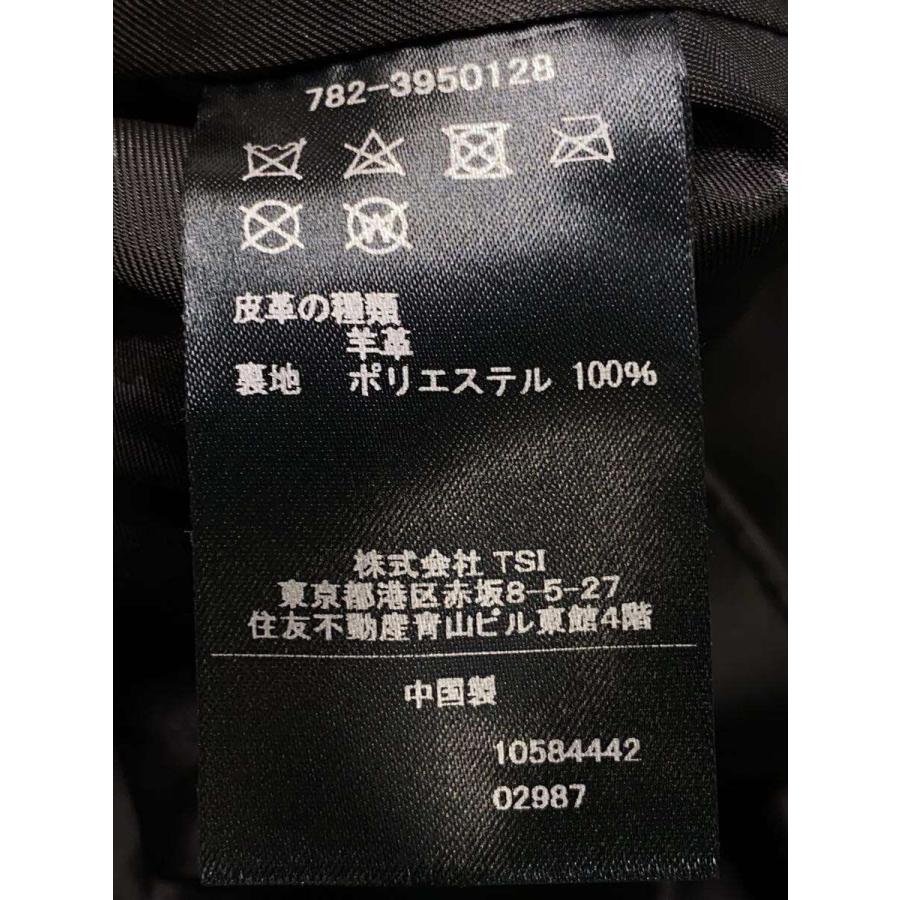 782-3950128
W
皮革の種類
羊革
裏地 ポリエステル 100%
株式会社 TSI
東京都港区赤坂8-5-27
住友不動産青山ビル東館4階
中国製
10584442
02987